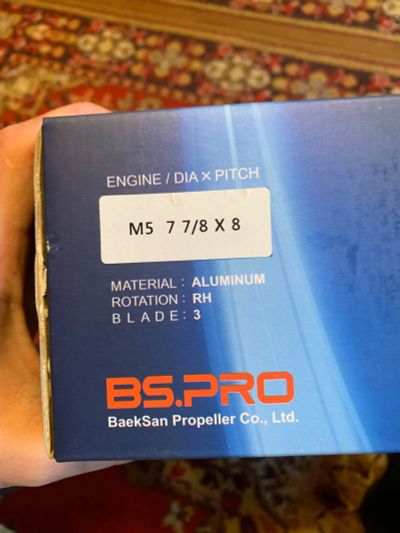 ENGINE / DIA X PITCH
M5 7 7/8 X 8
MATERIAL : ALUMINUM
ROTATION : RH
BLADE : 3
BS.PRO
BaekSan Propeller Co., Ltd.